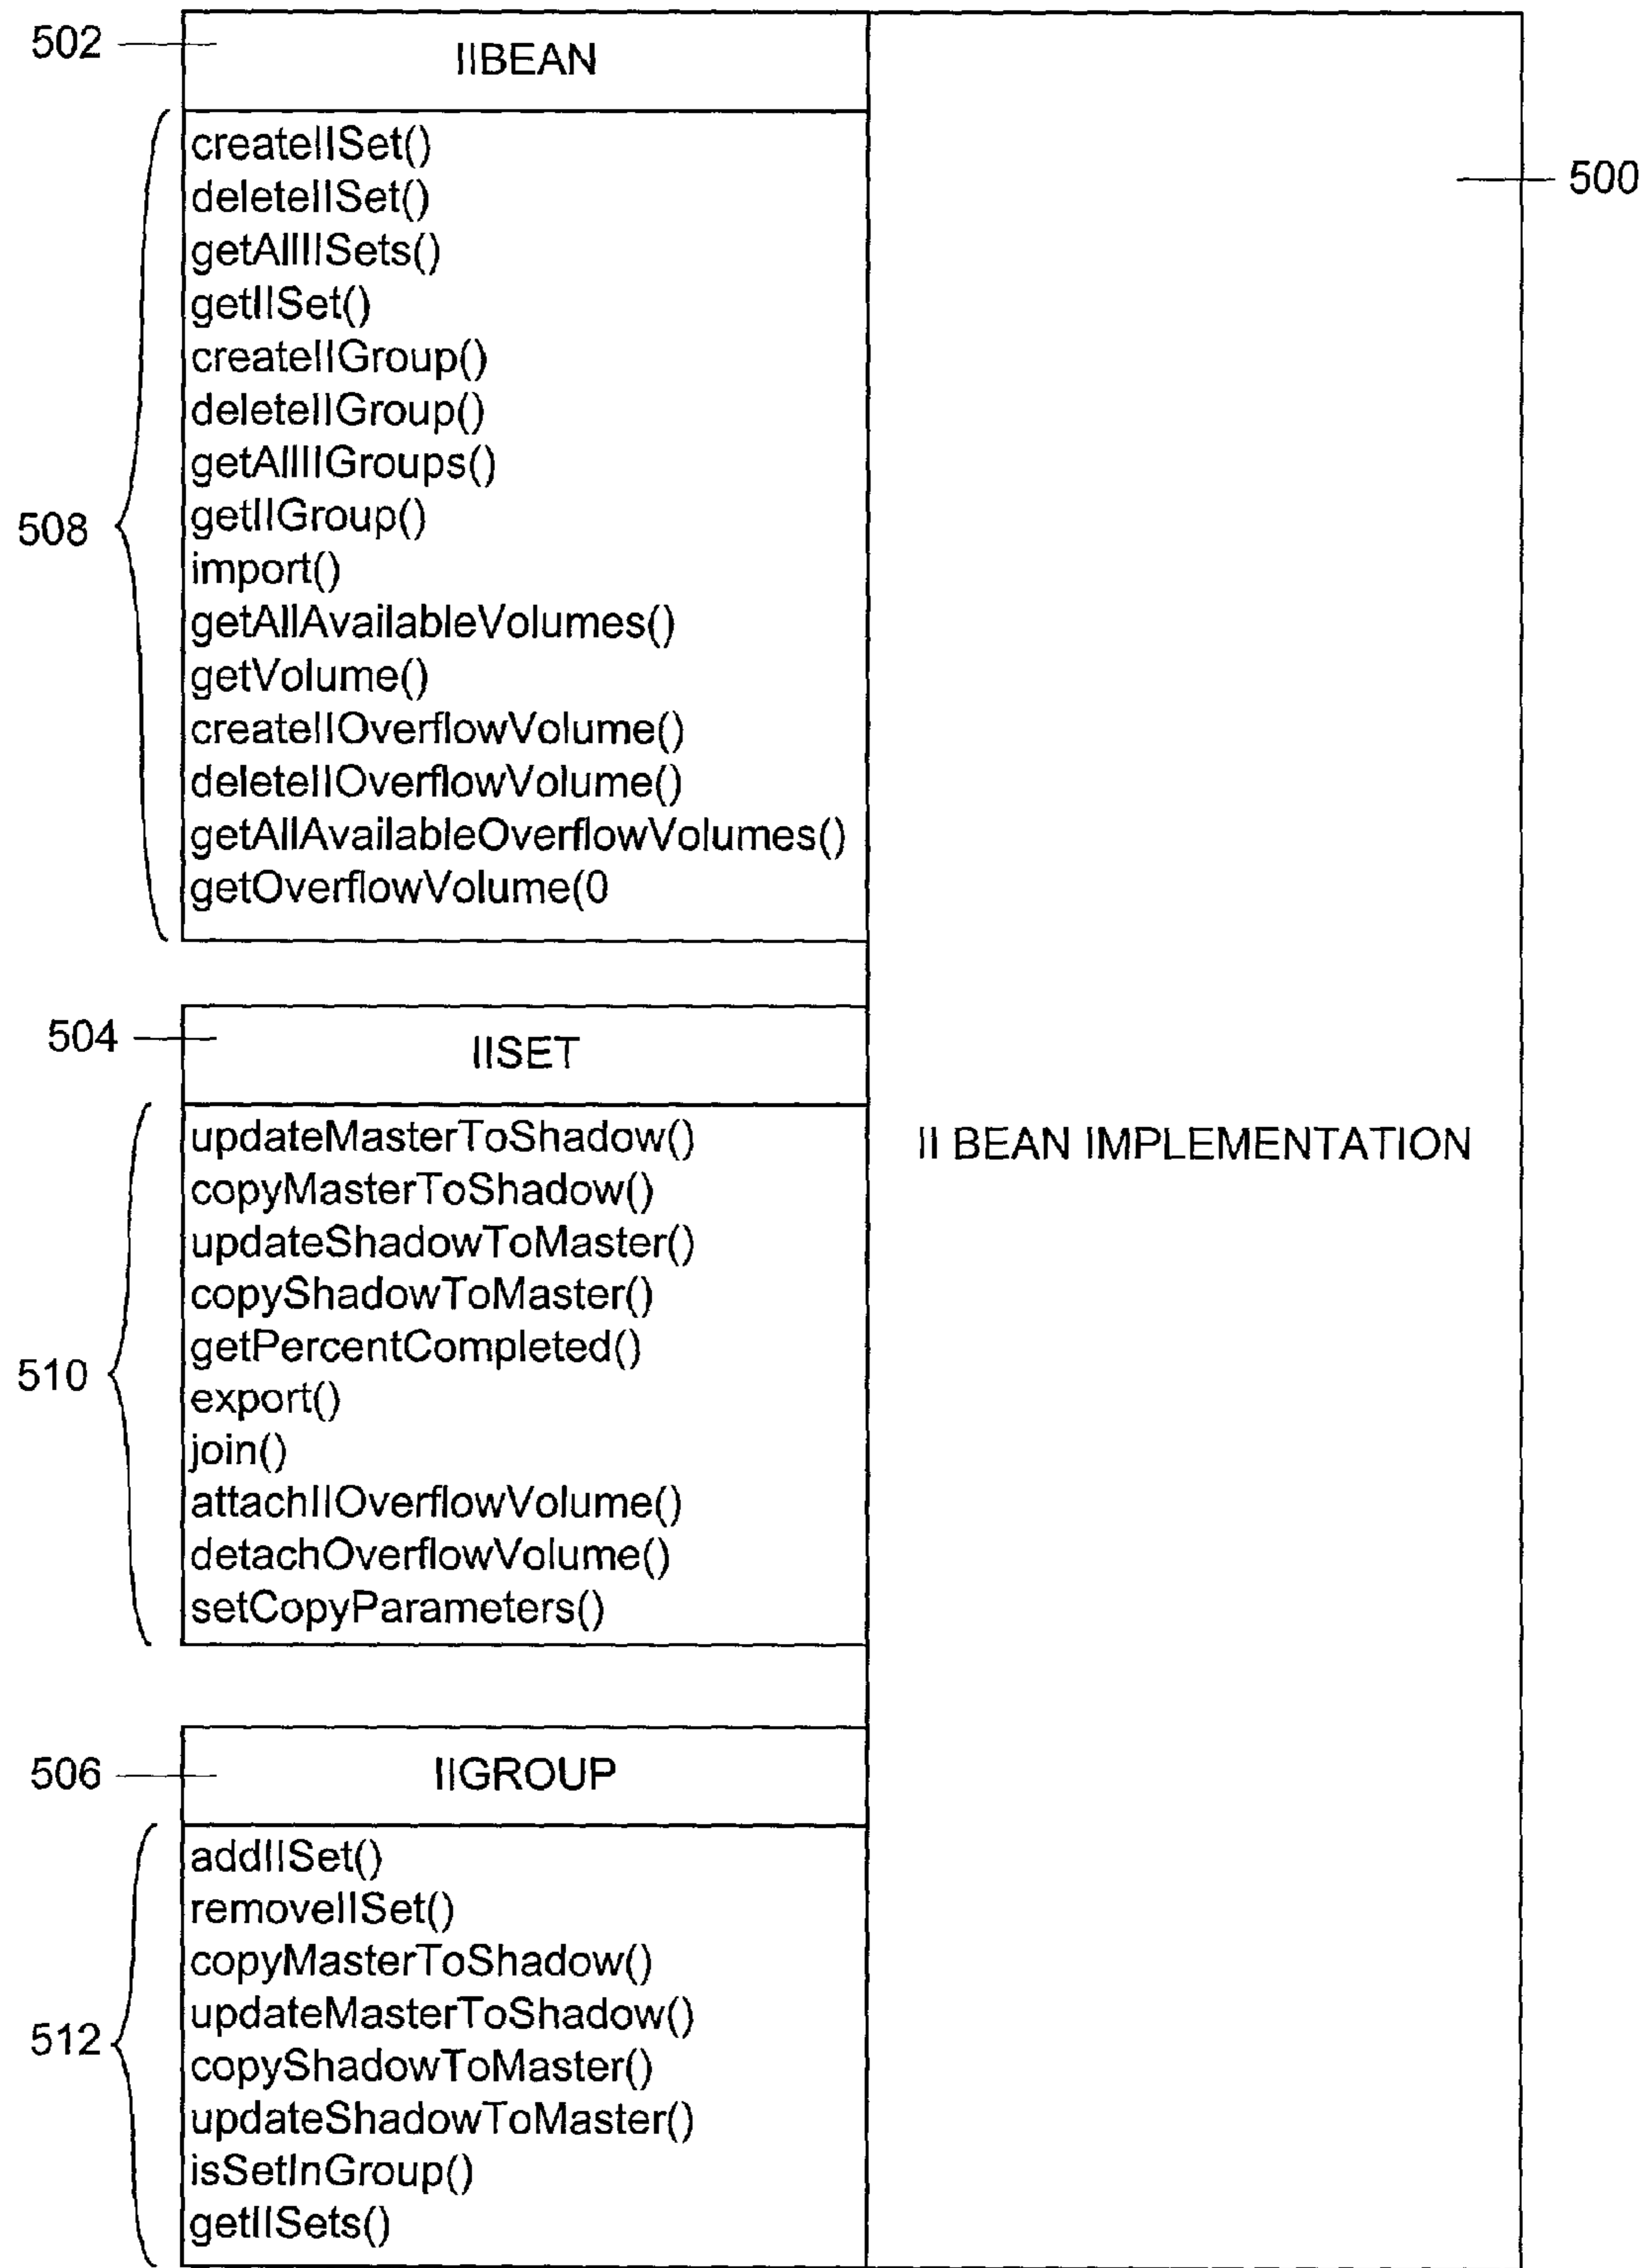 502
IIBEAN
createIISet()
deleteIISet()
getAllIISets()
getIISet()
createIIGroup()
deleteIIGroup()
getAllIIGroups()
getIIGroup()
import()
getAllAvailableVolumes()
getVolume()
createIIOverflowVolume()
deleteIIOverflowVolume()
getAllAvailableOverflowVolumes()
getOverflowVolume(0
508
500
504
IISET
updateMasterToShadow()
copyMasterToShadow()
updateShadowToMaster()
copyShadowToMaster()
getPercentCompleted()
export()
join()
attachIIOverflowVolume()
detachOverflowVolume()
setCopyParameters()
510
II BEAN IMPLEMENTATION
506
IIGROUP
addIISet()
removeIISet()
copyMasterToShadow()
updateMasterToShadow()
copyShadowToMaster()
updateShadowToMaster()
isSetInGroup()
getIISets()
512